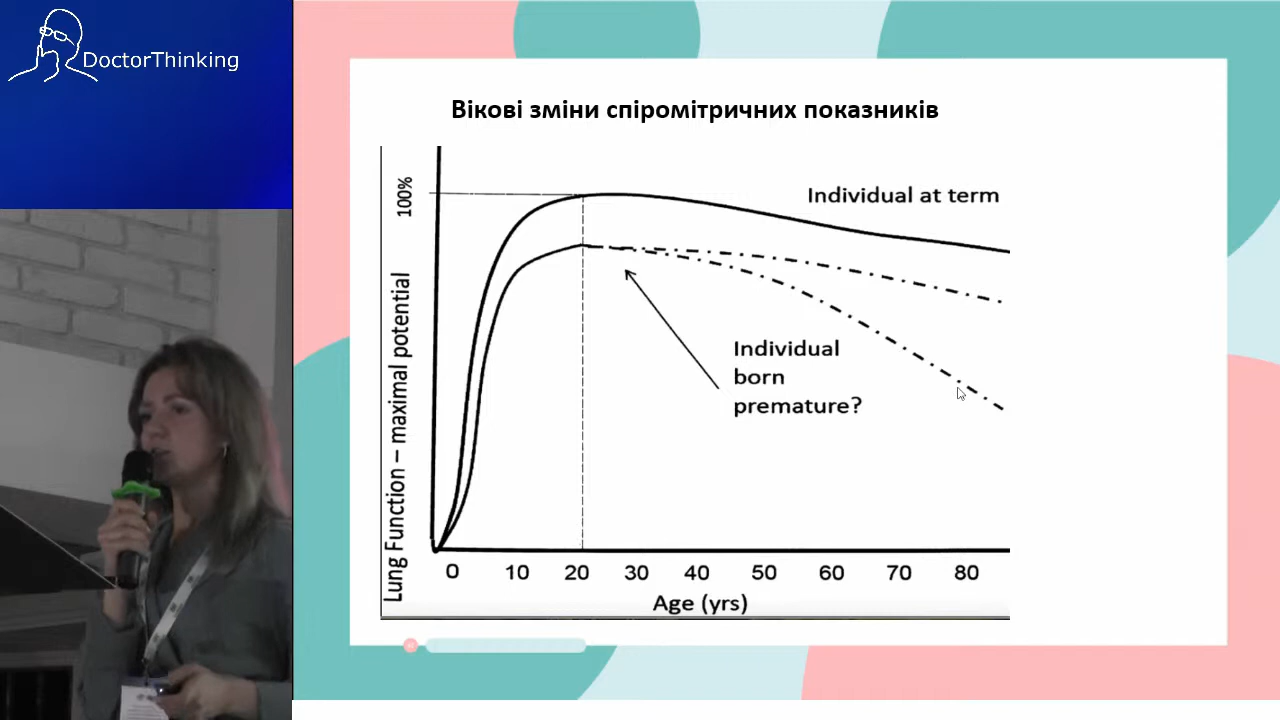 DoctorThinking
Вікові зміни спіромітричних показників
100%
Lung Function – maximal potential
Individual at term
Individual
born
premature?
0 10 20 30 40 50 60 70 80
Age (yrs)